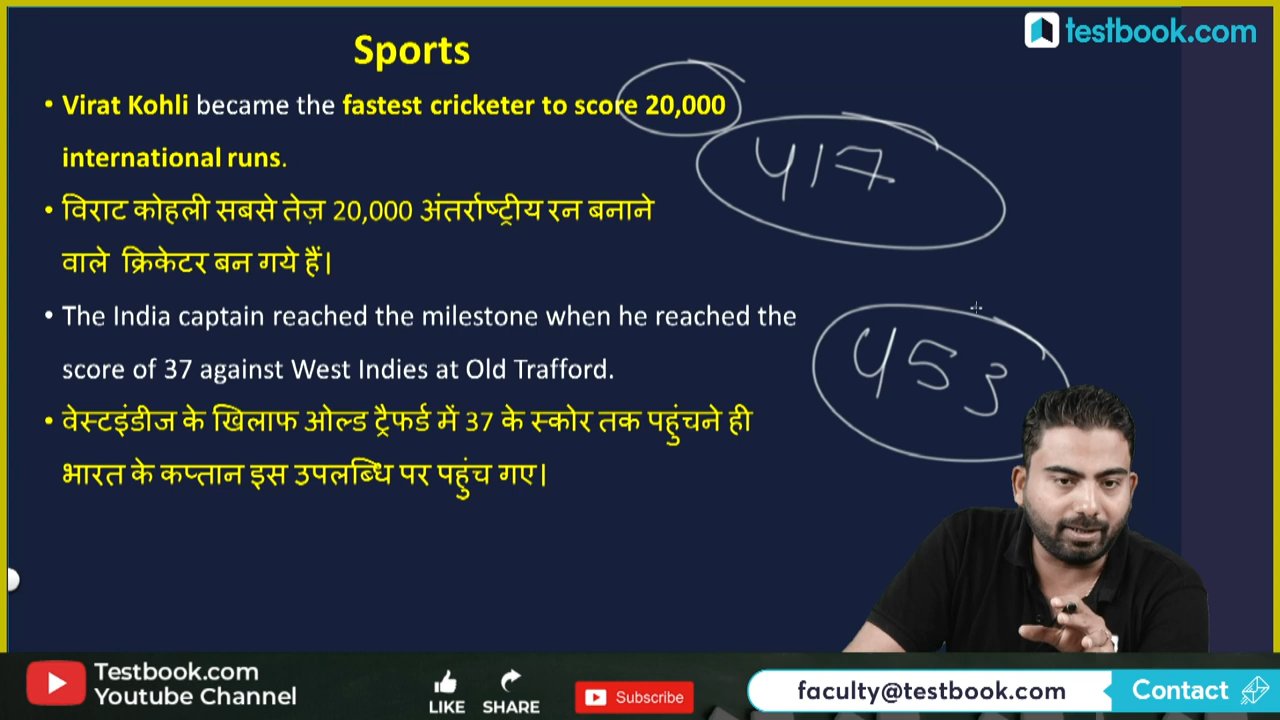 Sports
testbook.com
• Virat Kohli became the fastest cricketer to score 20,000
international runs.
417
• विराट कोहली सबसे तेज़ 20,000 अंतर्राष्ट्रीय रन बनाने
वाले क्रिकेटर बन गये हैं।
• The India captain reached the milestone when he reached the
score of 37 against West Indies at Old Trafford.
453
• वेस्टइंडीज के खिलाफ ओल्ड ट्रैफर्ड में 37 के स्कोर तक पहुंचने ही
भारत के कप्तान इस उपलब्धि पर पहुंच गए।
Testbook.com
Youtube Channel
LIKE
SHARE
Subscribe
faculty@testbook.com
Contact